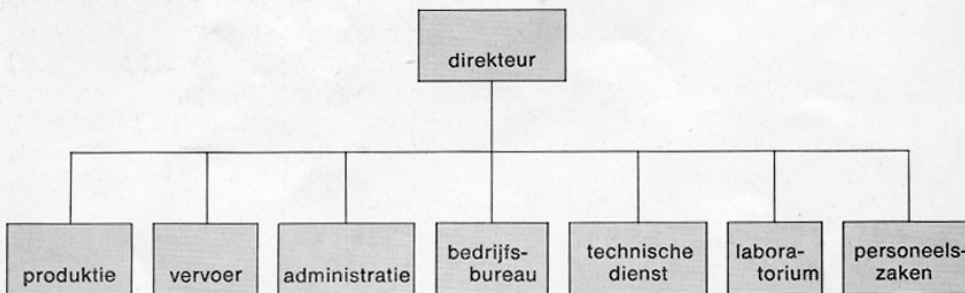 direkteur
produktie
vervoer
administratie
bedrijfs-
bureau
technische
dienst
labora-
torium
personeels-
zaken